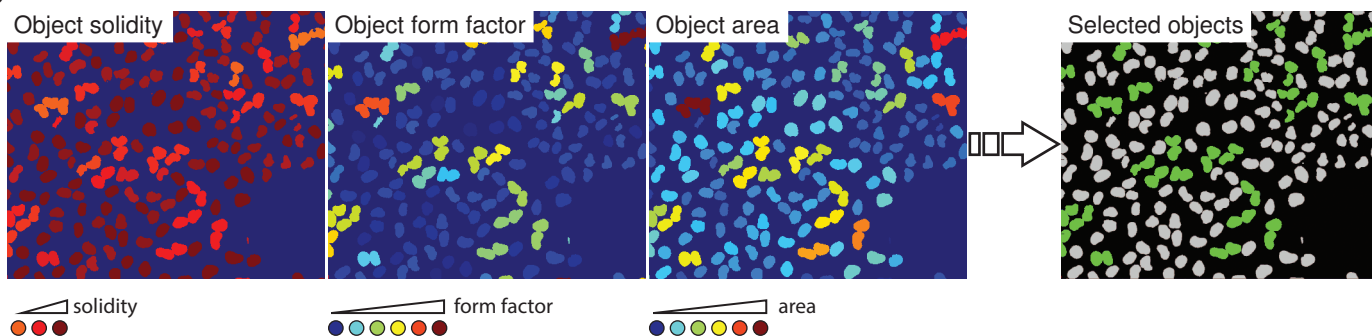 Object solidity
Object form factor
Object area
Selected objects
solidity
form factor
area